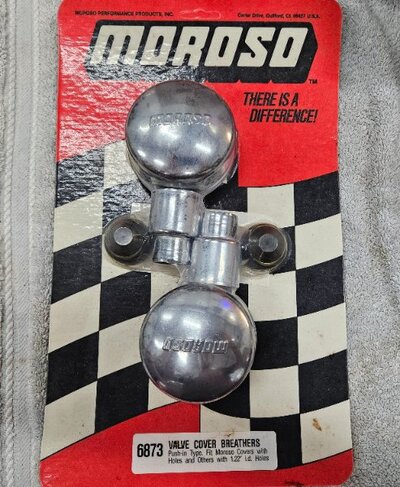 MOROSO PERFORMANCE PRODUCTS, INC.
Carter Drive, Guilford, Ct. 06437 U.S.A.
MOROSO
TM
THERE IS A
DIFFERENCE!
MOROSO
MOROSO
6873 VALVE COVER BREATHERS
Push-in Type. Fit Moroso Covers with
Holes and Others with 1.22" i.d. Holes